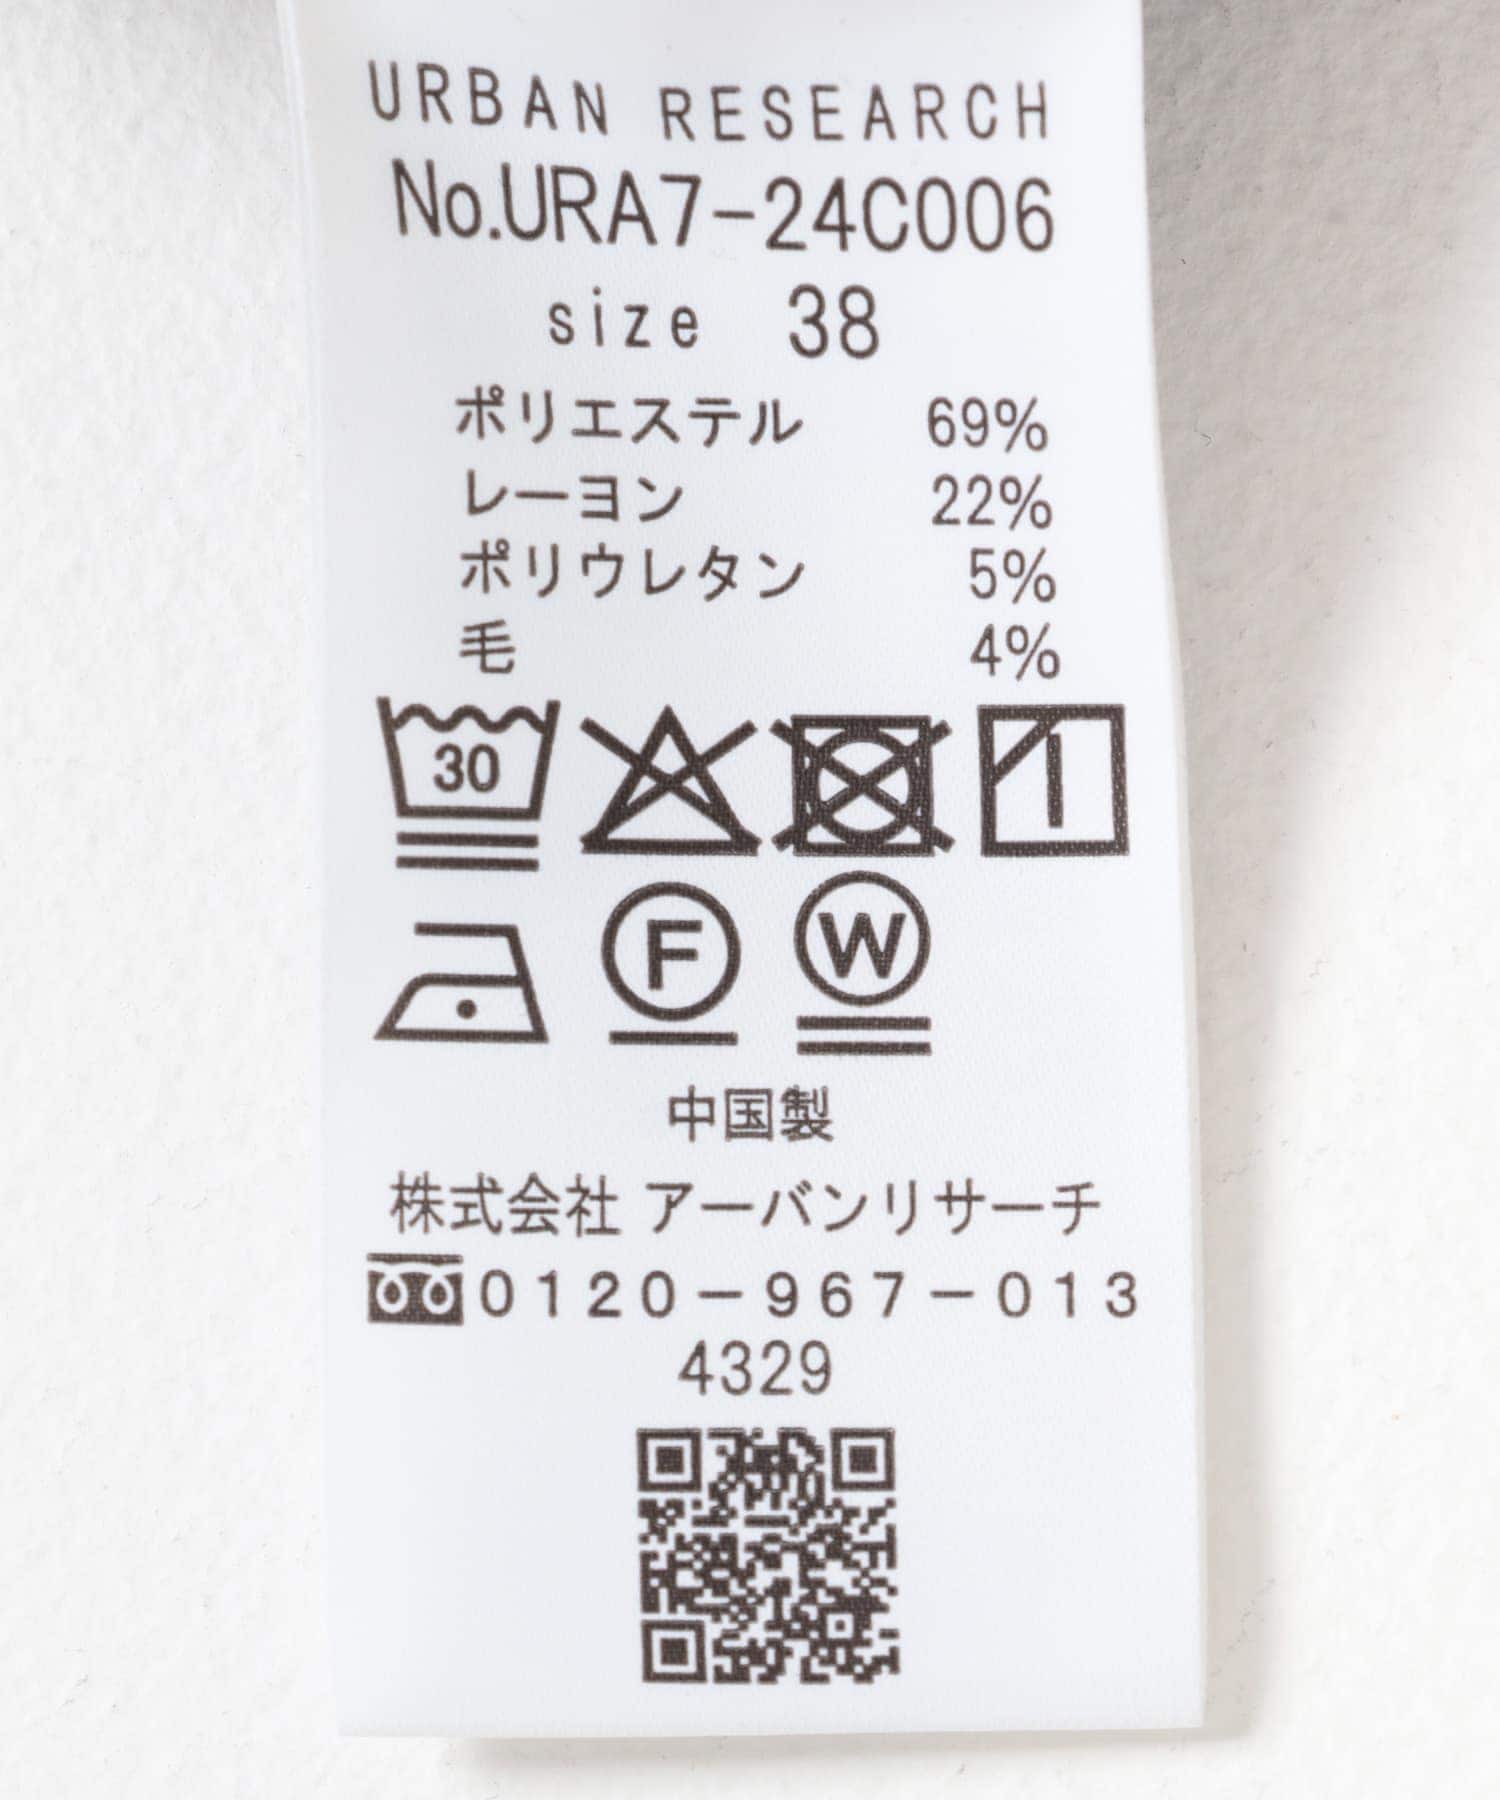 URBAN RESEARCH
No.URA7-24C006
size 38
ポリエステル 69%
レーヨン 22%
ポリウレタン 5%
毛 4%
30
F W
中国製
株式会社 アーバンリサーチ
0120-967-013
4329